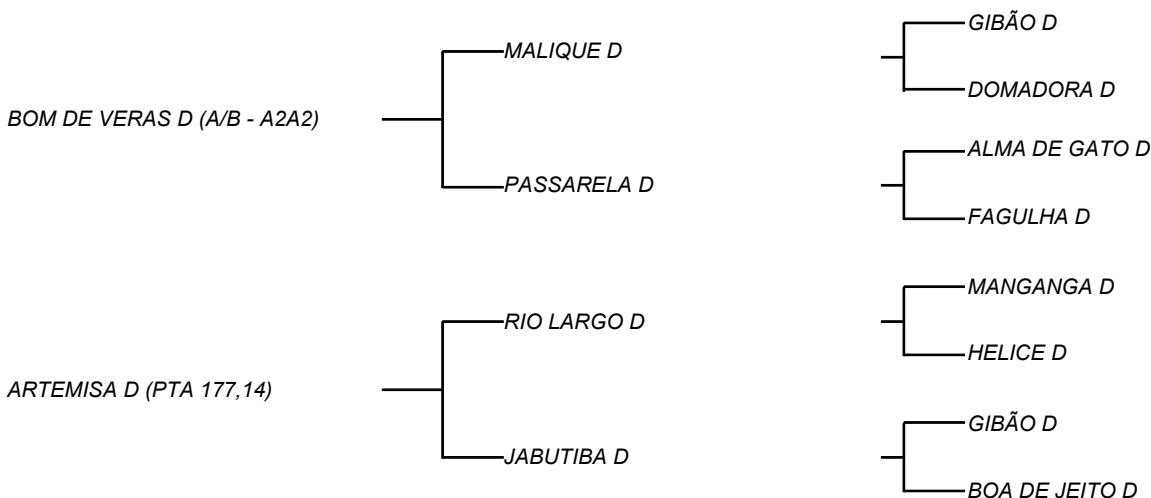 GIBÃO D
MALIQUE D
DOMADORA D
BOM DE VERAS D (A/B - A2A2)
ALMA DE GATO D
PASSARELA D
FAGULHA D
MANGANGA D
RIO LARGO D
HELICE D
ARTEMISA D (PTA 177,14)
GIBÃO D
JABUTIBA D
BOA DE JEITO D